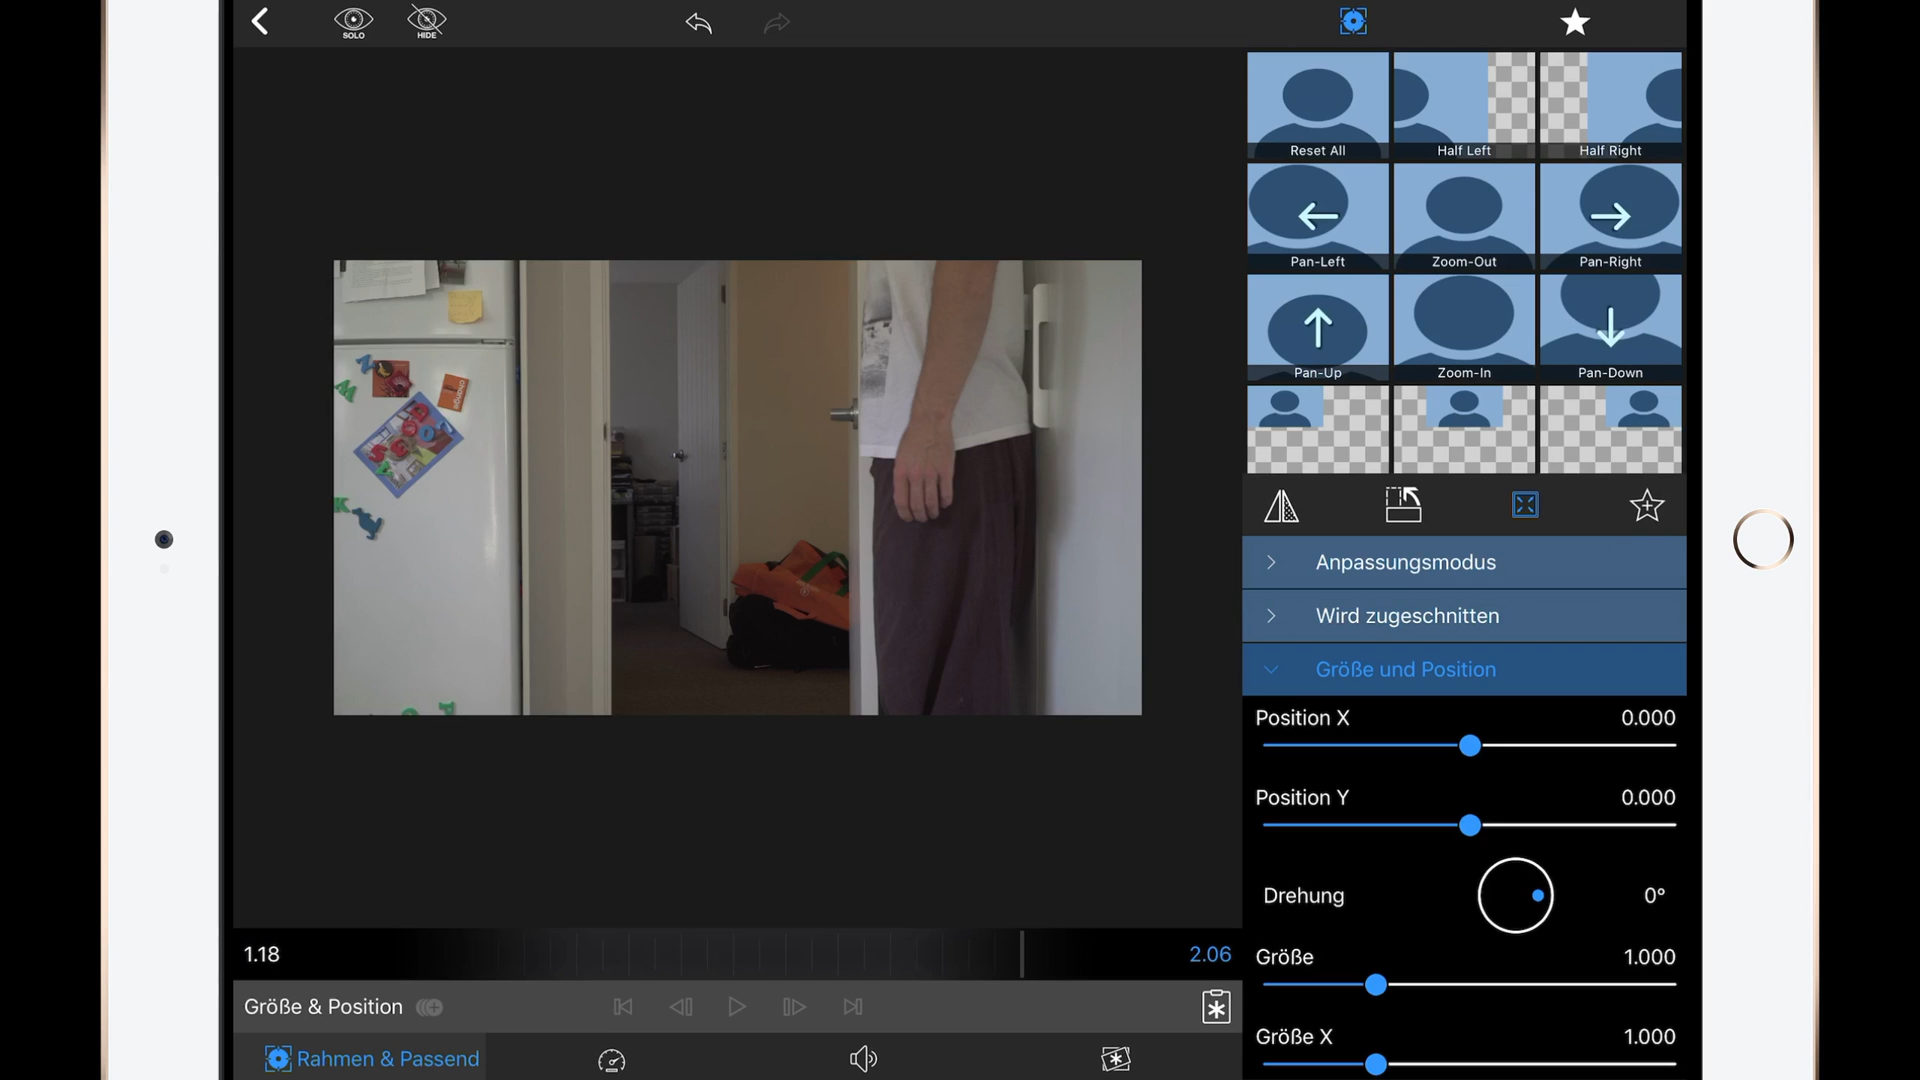 SOLO
HIDE
Reset All
Half Left
Half Right
Pan-Left
Zoom-Out
Pan-Right
Pan-Up
Zoom-In
Pan-Down
Anpassungsmodus
Wird zugeschnitten
Größe und Position
Position X 0.000
Position Y 0.000
Drehung 0°
Größe 1.000
Größe X 1.000
1.18
2.06
Größe & Position
Rahmen & Passend